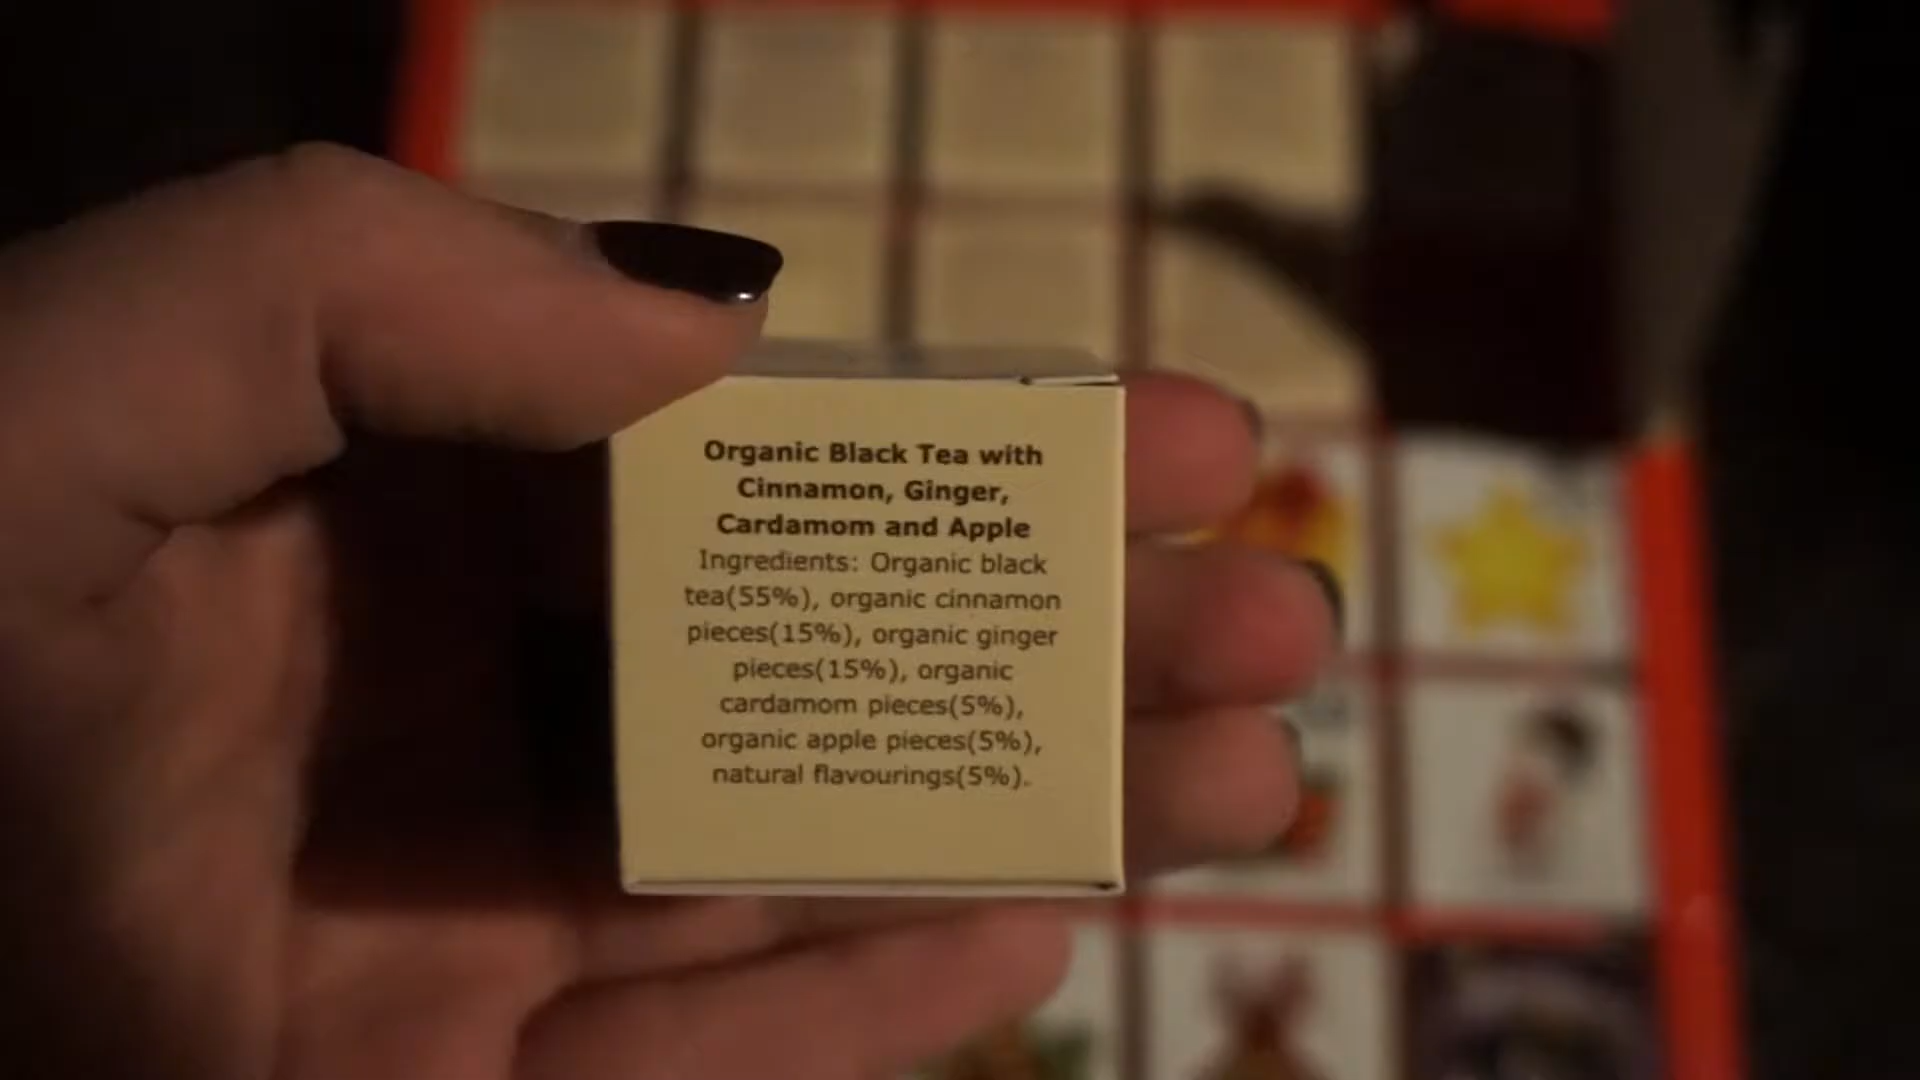 Organic Black Tea with
Cinnamon, Ginger,
Cardamom and Apple
Ingredients: Organic black
tea(55%), organic cinnamon
pieces(15%), organic ginger
pieces(15%), organic
cardamom pieces(5%),
organic apple pieces(5%),
natural flavourings(5%).